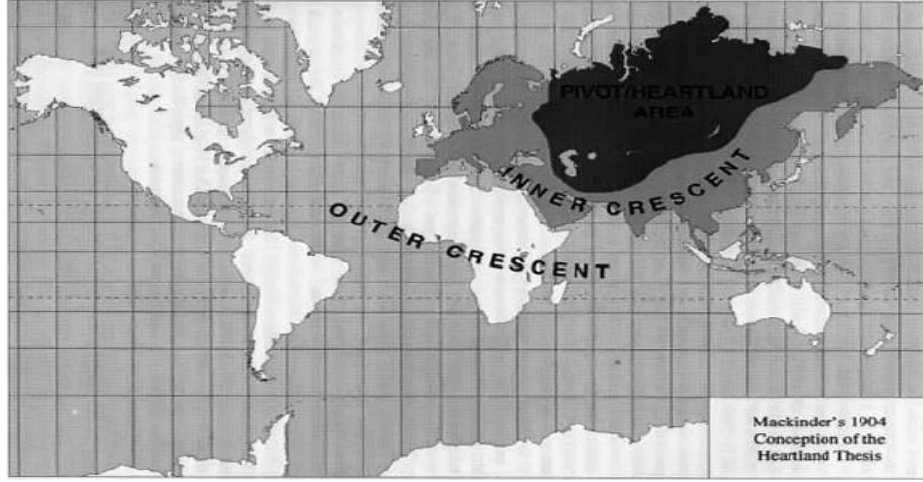 PIVOT/HEARTLAND
AREA
INNER CRESCENT
OUTER CRESCENT
Mackinder's 1904
Conception of the
Heartland Thesis